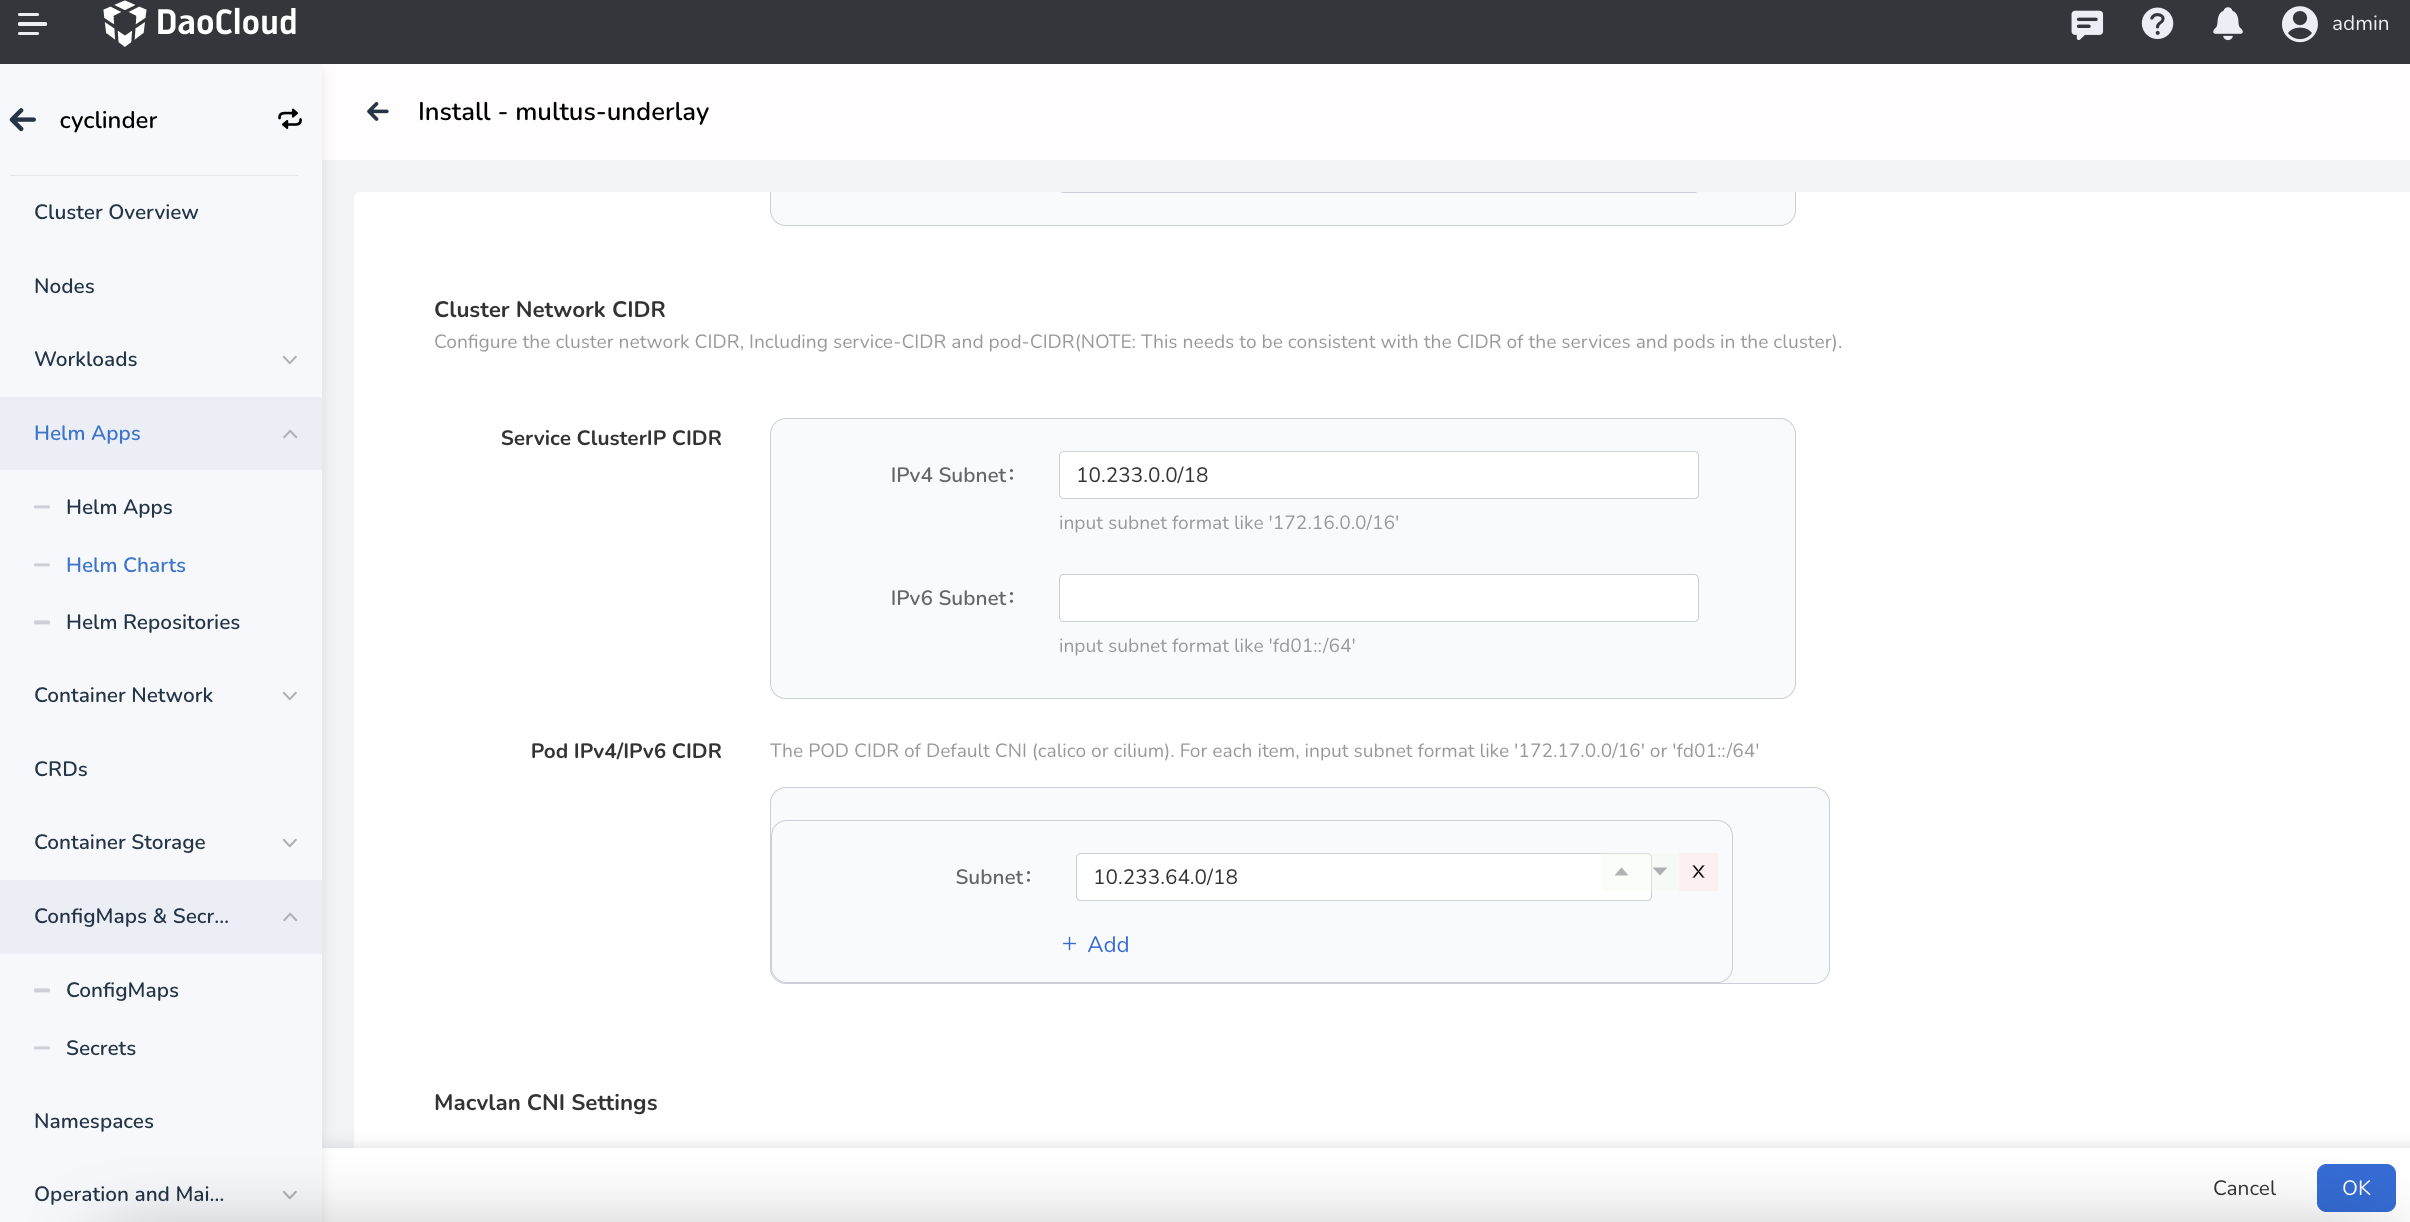 DaoCloud
admin
cyclinder
Install - multus-underlay
Cluster Overview
Nodes
Workloads
Helm Apps
Helm Apps
Helm Charts
Helm Repositories
Container Network
CRDs
Container Storage
ConfigMaps & Secr...
ConfigMaps
Secrets
Namespaces
Operation and Mai...
Cluster Network CIDR
Configure the cluster network CIDR, Including service-CIDR and pod-CIDR(NOTE: This needs to be consistent with the CIDR of the services and pods in the cluster).
Service ClusterIP CIDR
IPv4 Subnet: 10.233.0.0/18
input subnet format like '172.16.0.0/16'
IPv6 Subnet:
input subnet format like 'fd01::/64'
Pod IPv4/IPv6 CIDR
The POD CIDR of Default CNI (calico or cilium). For each item, input subnet format like '172.17.0.0/16' or 'fd01::/64'
Subnet: 10.233.64.0/18 X
+ Add
Macvlan CNI Settings
Cancel
OK